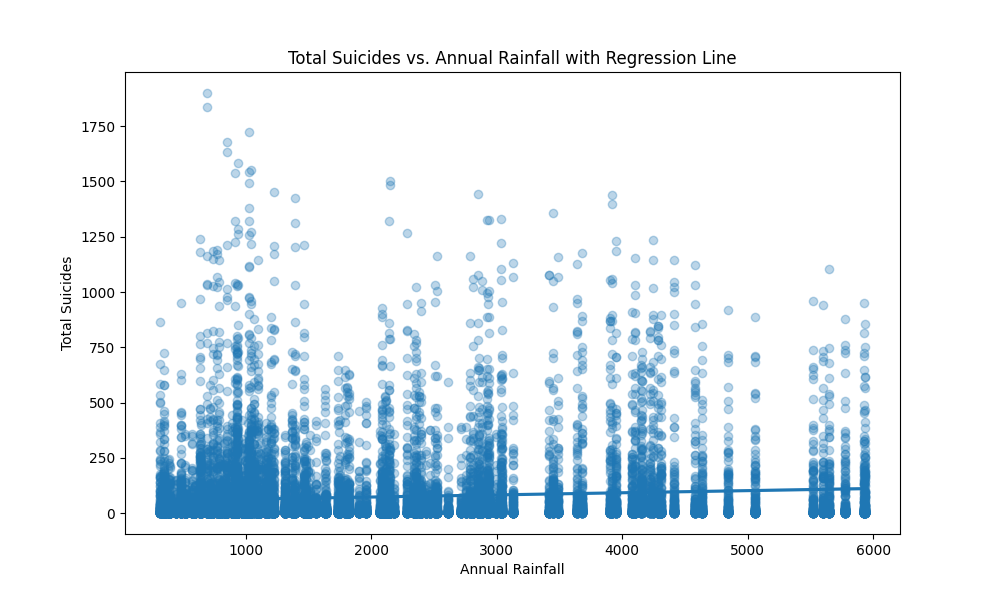 Total Suicides vs. Annual Rainfall with Regression Line
Total Suicides
1750
1500
1250
1000
750
500
250
0
1000 2000 3000 4000 5000 6000
Annual Rainfall